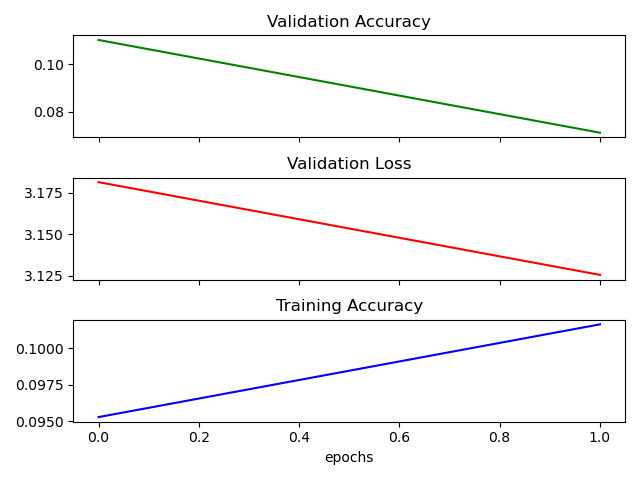 Validation Accuracy
0.10
0.08
Validation Loss
3.175
3.150
3.125
Training Accuracy
0.1000
0.0975
0.0950
0.0 0.2 0.4 0.6 0.8 1.0
epochs